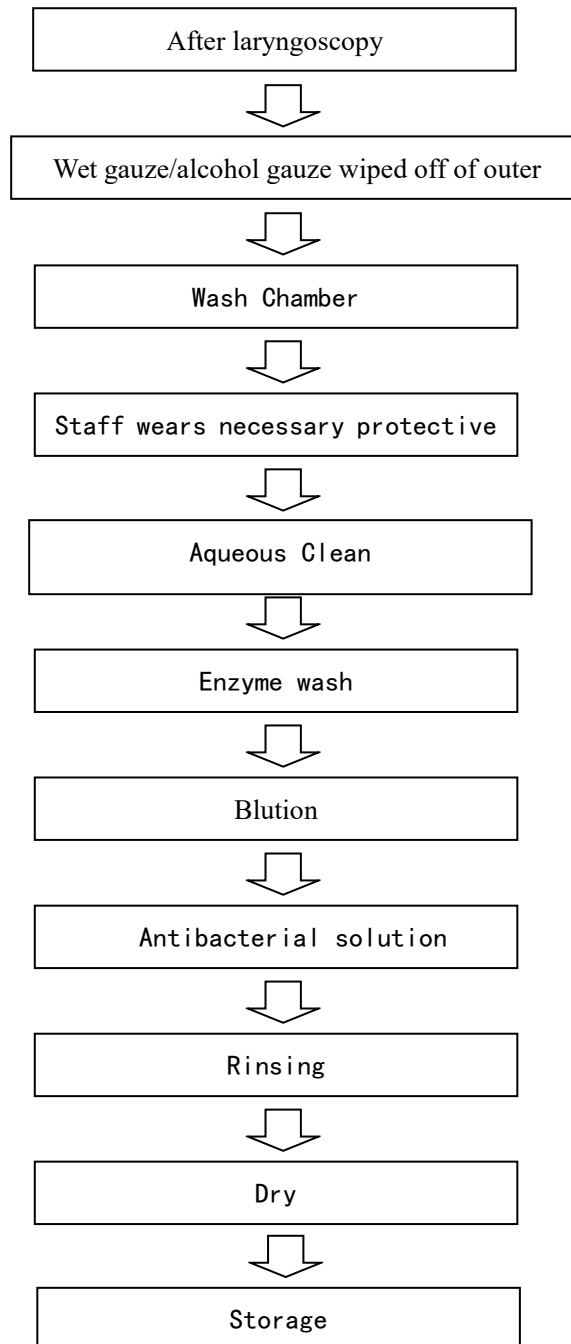 After laryngoscopy
Wet gauze/alcohol gauze wiped off of outer
Wash Chamber
Staff wears necessary protective
Aqueous Clean
Enzyme wash
Blution
Antibacterial solution
Rinsing
Dry
Storage